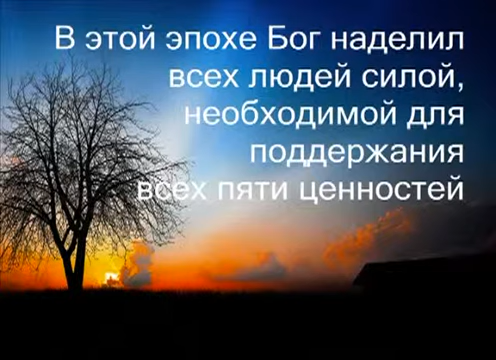 В этой эпохе Бог наделил
всех людей силой,
необходимой для
поддержания
всех пяти ценностей